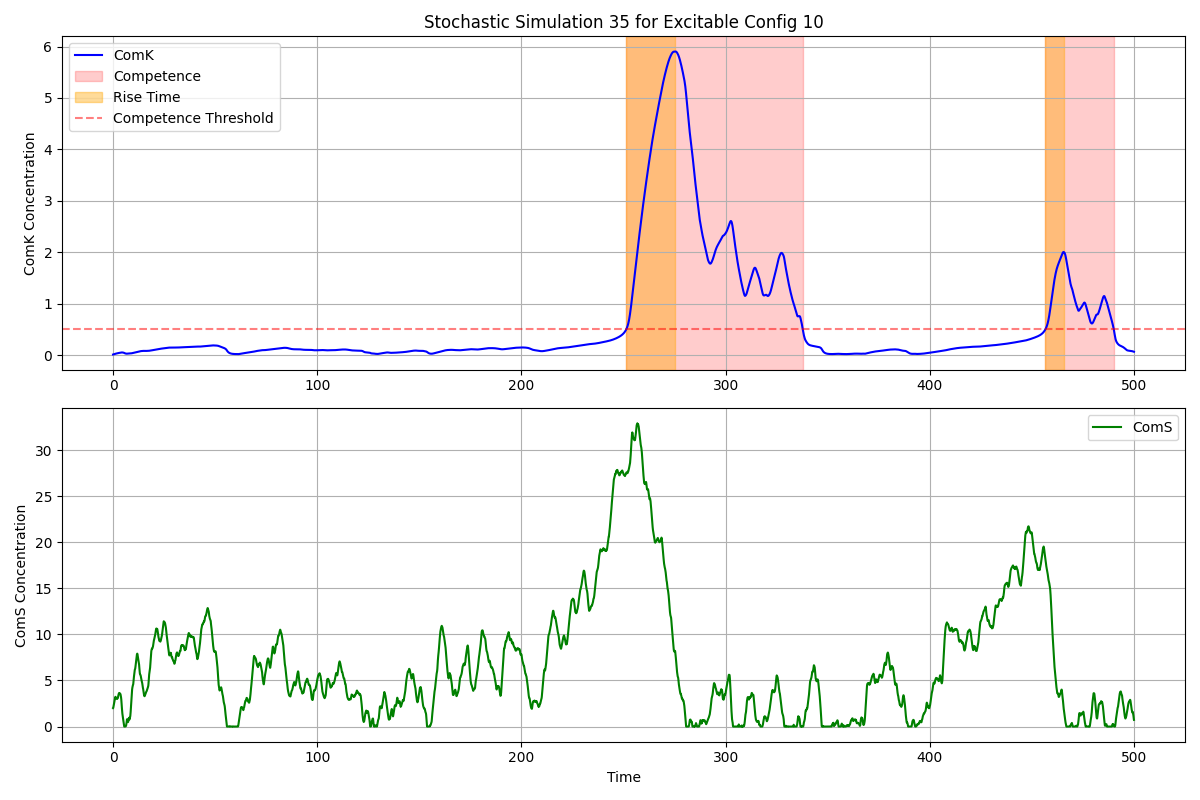 Stochastic Simulation 35 for Excitable Config 10
ComK Concentration
6
5
4
3
2
1
0
ComK
Competence
Rise Time
Competence Threshold
0 100 200 300 400 500
ComS Concentration
30
25
20
15
10
5
0
ComS
0 100 200 300 400 500
Time